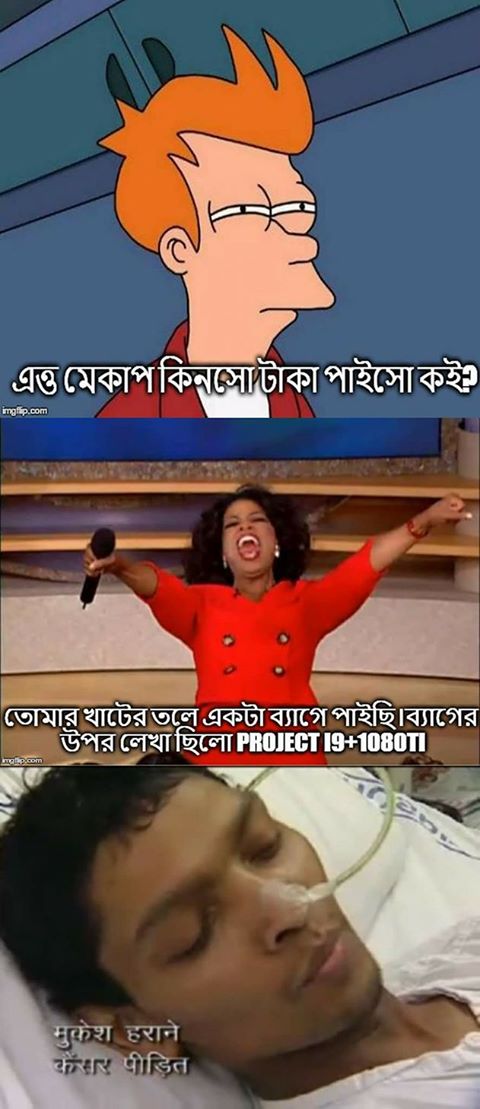 এত্ত মেকাপ কিনসো টাকা পাইসো কই?
imgflip.com
তোমার খাটের তলে একটা ব্যাগে পাইছি।ব্যাগের
উপর লেখা ছিলো PROJECT I9+1080TI
imgflip.com
मुकेश हराने
कैंसर पीड़ित